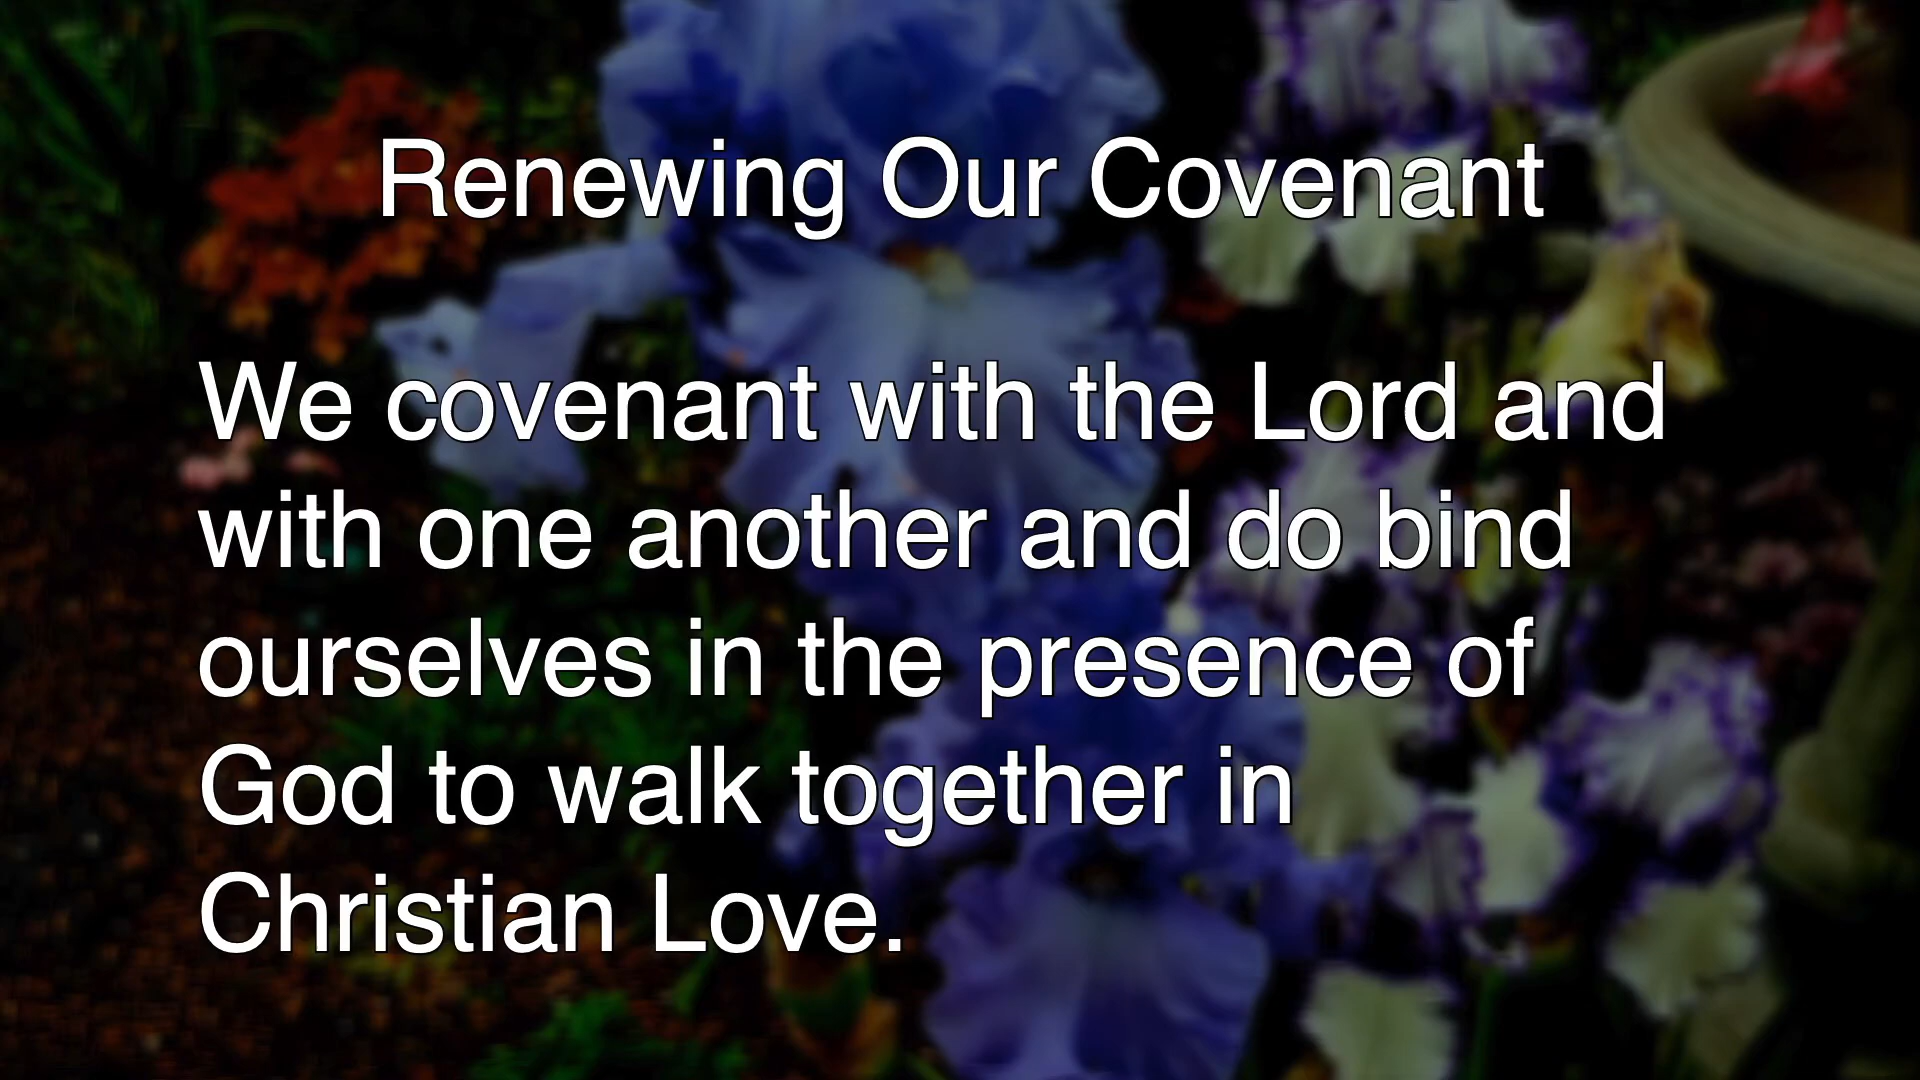 Renewing Our Covenant
We covenant with the Lord and
with one another and do bind
ourselves in the presence of
God to walk together in
Christian Love.